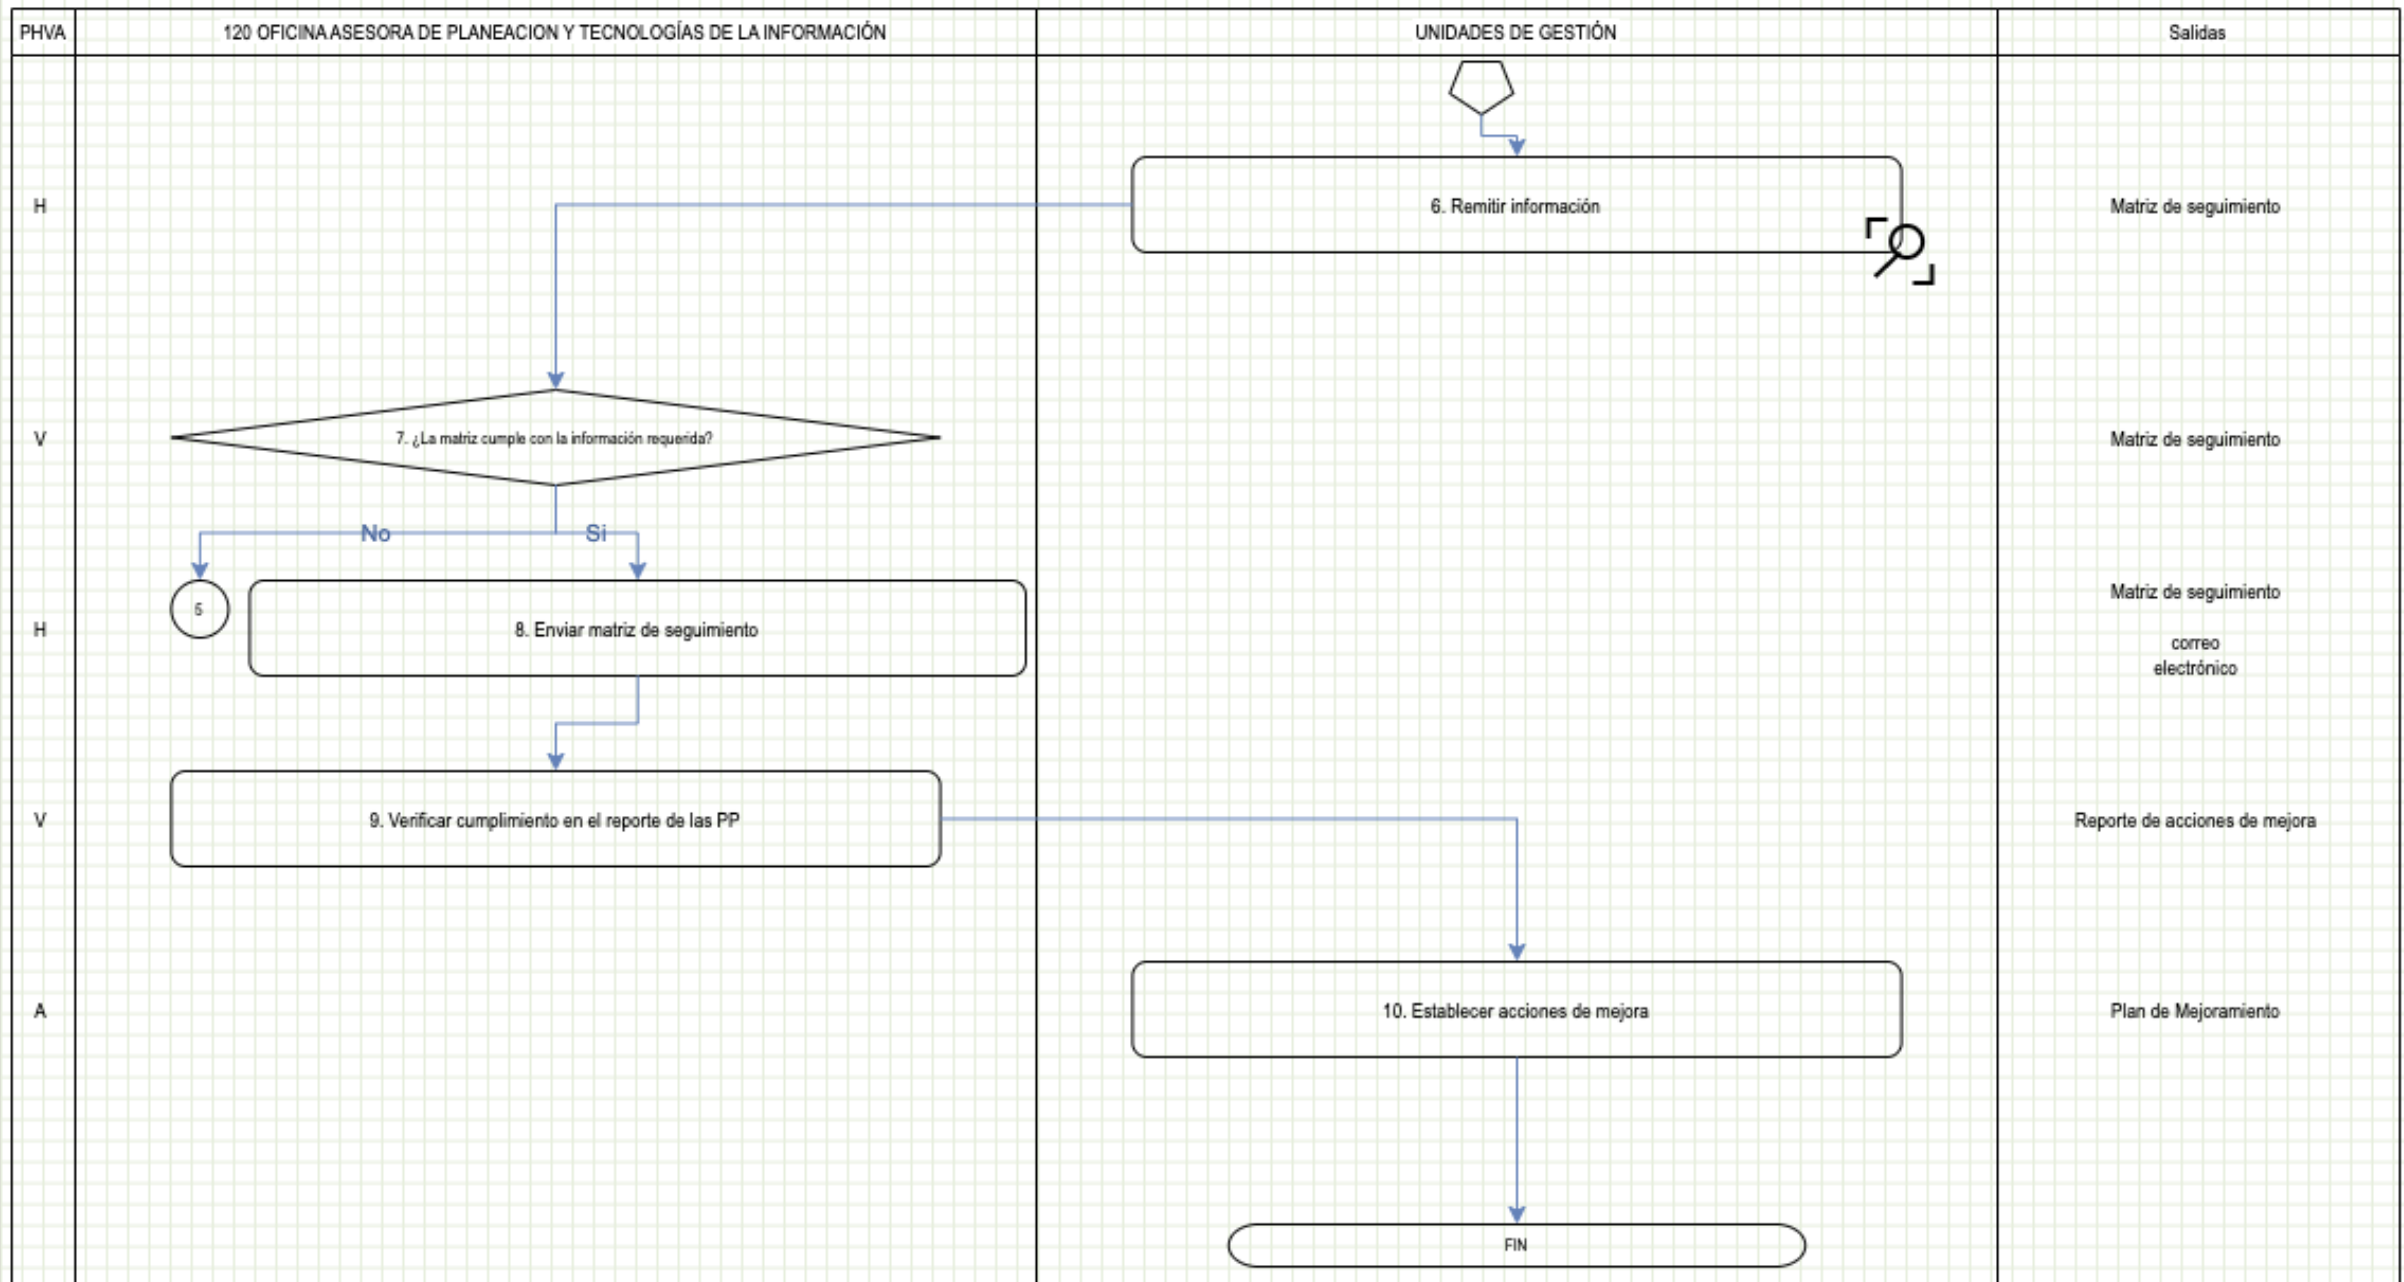 PHVA
120 OFICINA ASESORA DE PLANEACION Y TECNOLOGÍAS DE LA INFORMACIÓN
UNIDADES DE GESTIÓN
Salidas
H
6. Remitir información
Matriz de seguimiento
V
7. ¿La matriz cumple con la información requerida?
Matriz de seguimiento
No
Si
H
5
8. Enviar matriz de seguimiento
Matriz de seguimiento
correo
electrónico
V
9. Verificar cumplimiento en el reporte de las PP
Reporte de acciones de mejora
A
10. Establecer acciones de mejora
Plan de Mejoramiento
FIN